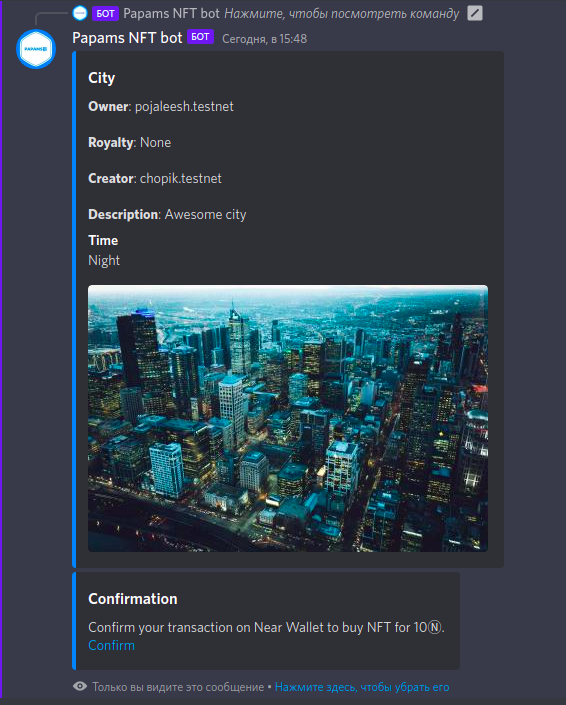 БОТ Papams NFT bot Нажмите, чтобы посмотреть команду
PAPAMS
Papams NFT bot БОТ Сегодня, в 15:48
City
Owner: pojaleesh.testnet
Royalty: None
Creator: chopik.testnet
Description: Awesome city
Time
Night
Confirmation
Confirm your transaction on Near Wallet to buy NFT for 10Ⓝ.
Confirm
Только вы видите это сообщение • Нажмите здесь, чтобы убрать его